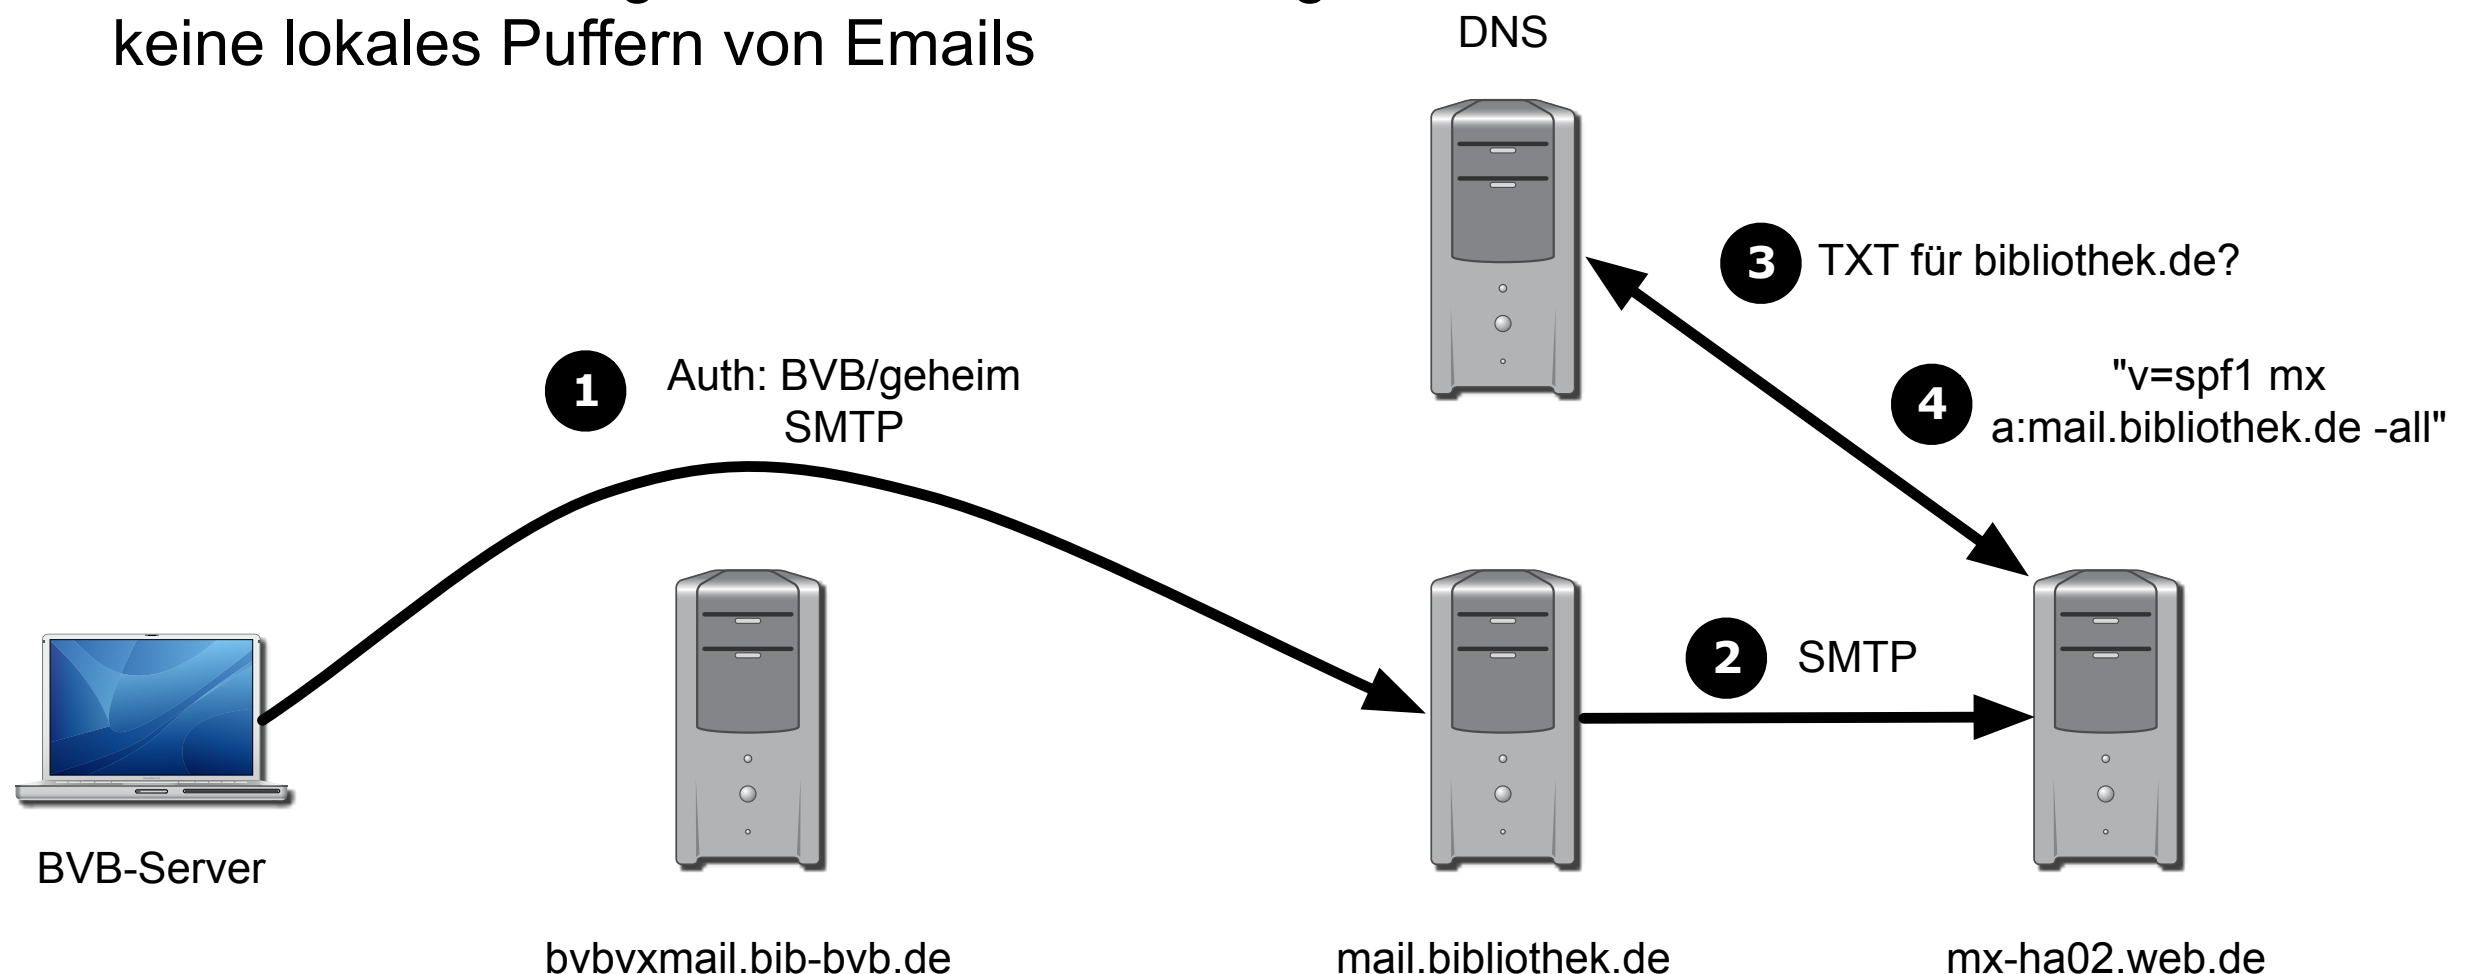 keine lokales Puffern von Emails
DNS
3 TXT für bibliothek.de?
1 Auth: BVB/geheim
SMTP
4 "v=spf1 mx
a:mail.bibliothek.de -all"
2 SMTP
BVB-Server
bvbvxmail.bib-bvb.de
mail.bibliothek.de
mx-ha02.web.de